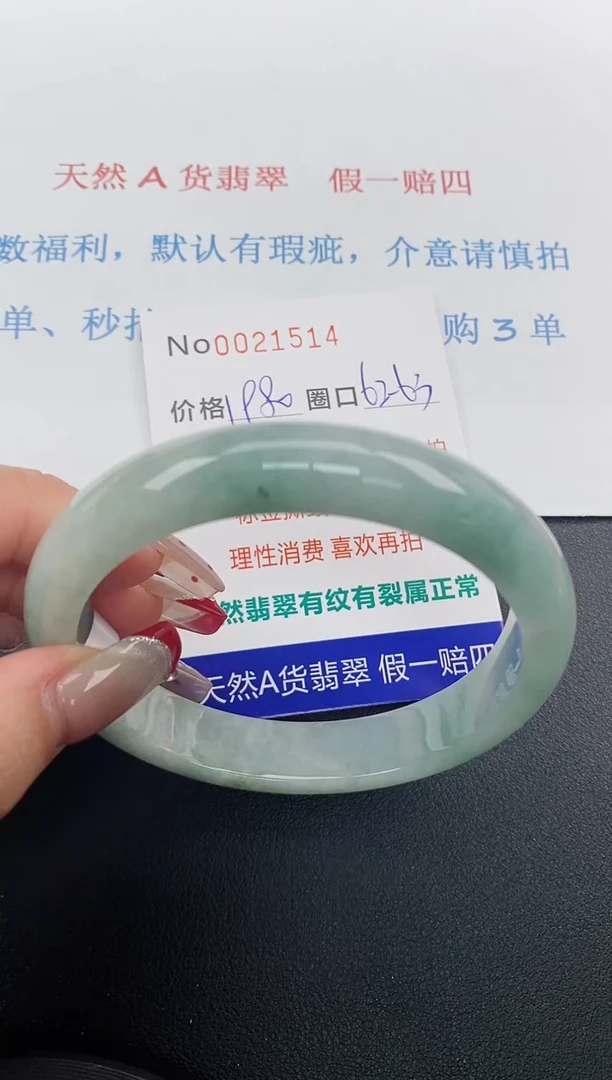 天然A货翡翠 假一赔四
数福利，默认有瑕疵，介意请慎拍
单、秒拍
购3单
No0021514
价格1980 圈口62-63
拍
理性消费 喜欢再拍
然翡翠有纹有裂属正常
天然A货翡翠 假一赔四